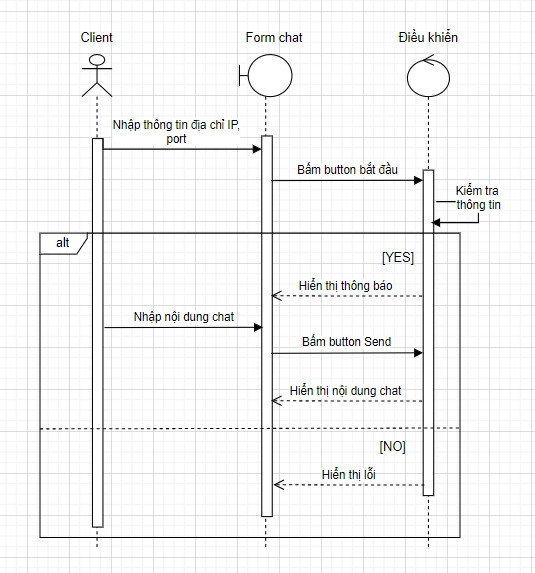 Client
Form chat
Điều khiển
Nhập thông tin địa chỉ IP,
port
Bấm button bắt đầu
Kiểm tra
thông tin
alt
[YES]
Hiển thị thông báo
Nhập nội dung chat
Bấm button Send
Hiển thị nội dung chat
[NO]
Hiển thị lỗi